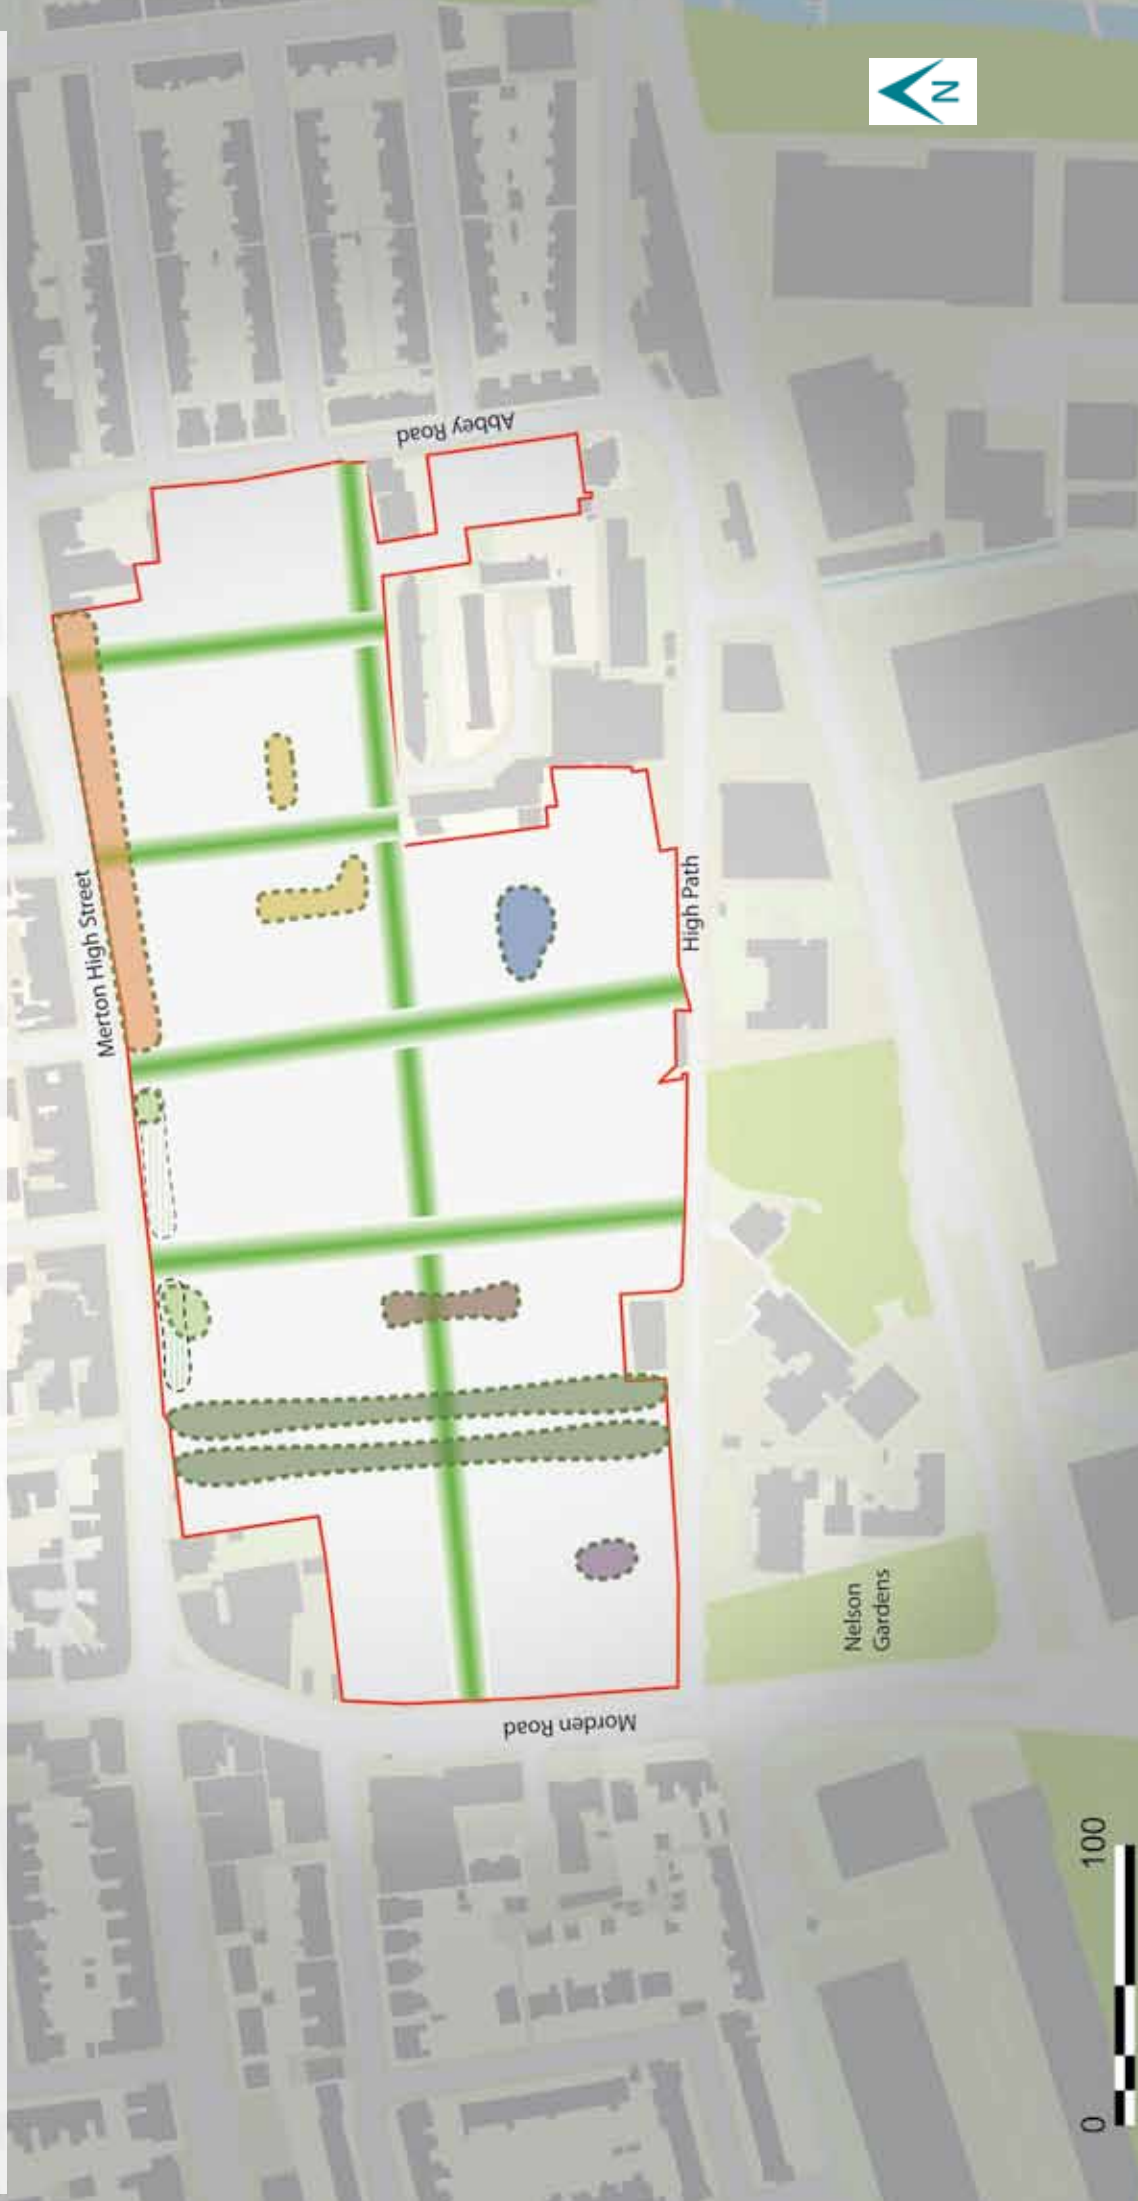 N
Merton High Street
Abbey Road
High Path
Morden Road
Nelson
Gardens
0
100